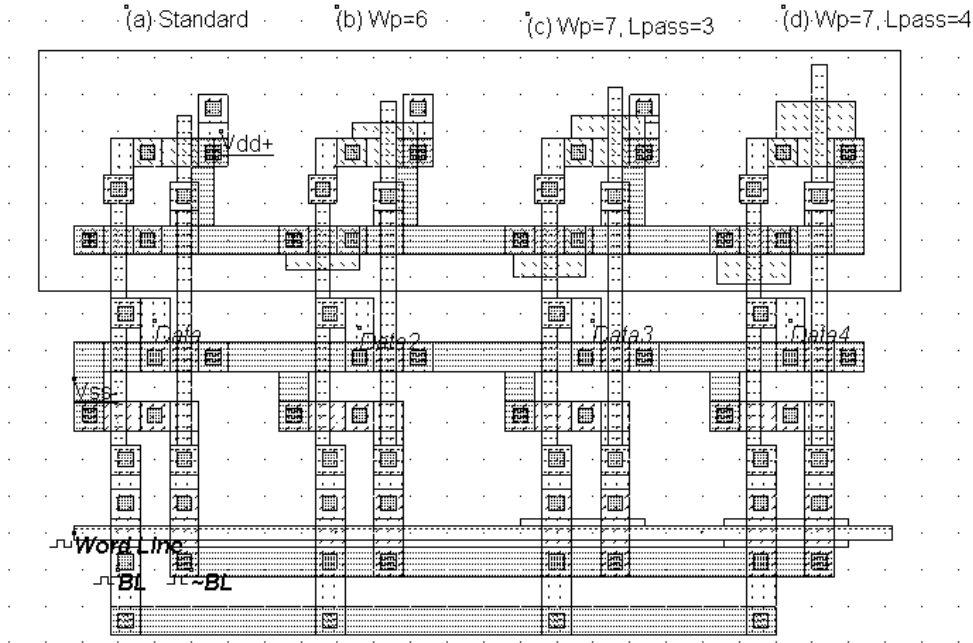 (a) Standard
(b) Wp=6
(c) Wp=7, Lpass=3
(d) Wp=7, Lpass=4
Vdd+
Data
Data2
Data3
Data4
Vss-
Word Line
BL
~BL